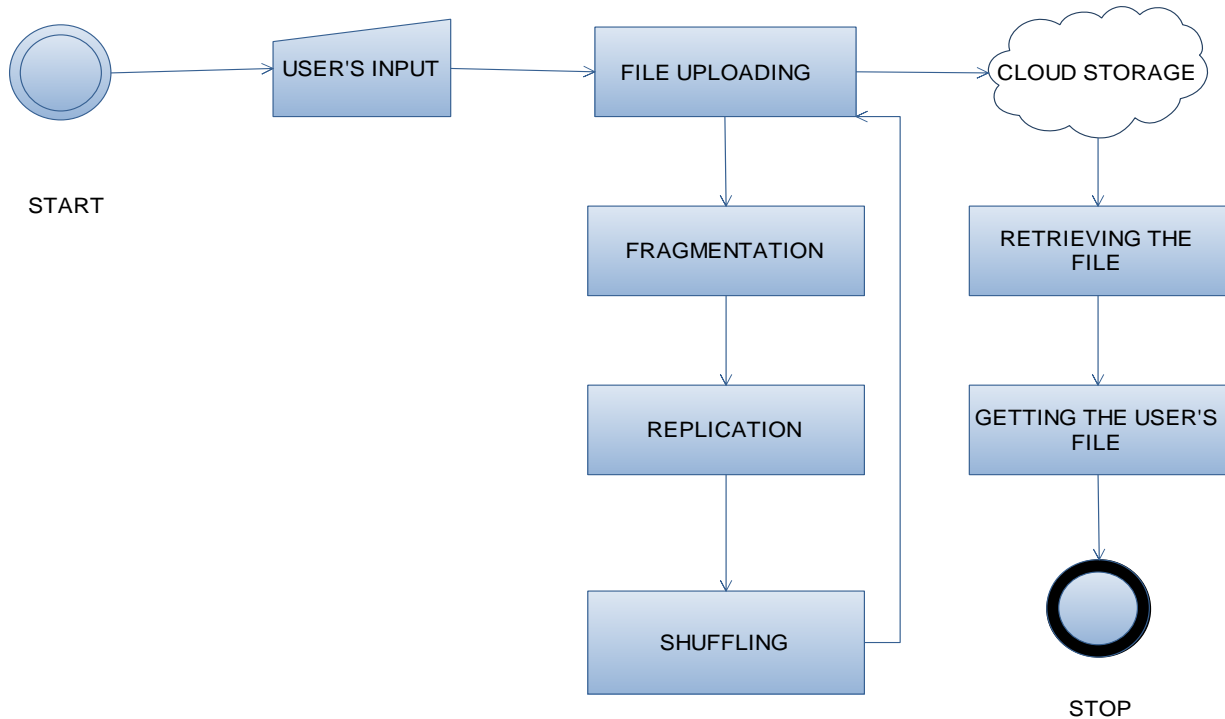 USER'S INPUT
FILE UPLOADING
CLOUD STORAGE
START
FRAGMENTATION
RETRIEVING THE
FILE
REPLICATION
GETTING THE USER'S
FILE
SHUFFLING
STOP